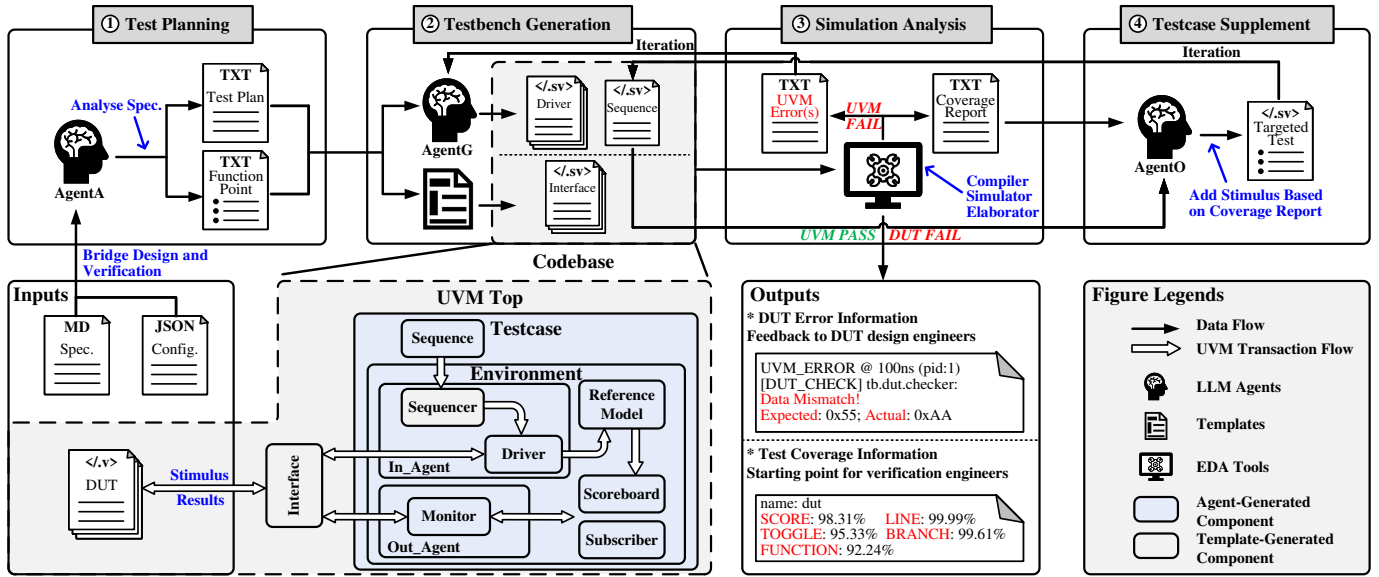 ① Test Planning
Analyse Spec.
AgentA
TXT
Test Plan
TXT
Function
Point
Bridge Design and
Verification
② Testbench Generation
Iteration
AgentG
</.sv>
Driver
</.sv>
Sequence
</.sv>
Interface
Codebase
③ Simulation Analysis
TXT
UVM
Error(s)
UVM
FAIL
TXT
Coverage
Report
Compiler
Simulator
Elaborator
UVM PASS
DUT FAIL
④ Testcase Supplement
Iteration
AgentO
</.sv>
Targeted
Test
Add Stimulus Based
on Coverage Report
Inputs
MD
Spec.
JSON
Config.
</.v>
DUT
Stimulus
Results
UVM Top
Interface
Testcase
Sequence
Environment
Sequencer
Driver
In_Agent
Reference
Model
Scoreboard
Subscriber
Monitor
Out_Agent
Outputs
* DUT Error Information
Feedback to DUT design engineers
UVM_ERROR @ 100ns (pid:1)
[DUT_CHECK] tb.dut.checker:
Data Mismatch!
Expected: 0x55; Actual: 0xAA
* Test Coverage Information
Starting point for verification engineers
name: dut
SCORE: 98.31% LINE: 99.99%
TOGGLE: 95.33% BRANCH: 99.61%
FUNCTION: 92.24%
Figure Legends
Data Flow
UVM Transaction Flow
LLM Agents
Templates
EDA Tools
Agent-Generated
Component
Template-Generated
Component